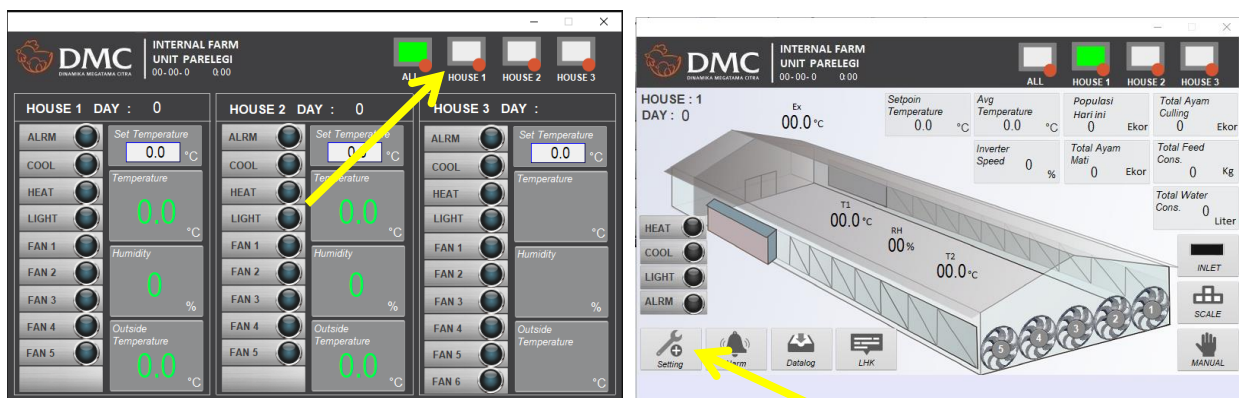 DMC
DINAMIKA MEGATAMA CITRA
INTERNAL FARM
UNIT PARELEGI
00-00-0 0:00
ALL
HOUSE 1
HOUSE 2
HOUSE 3
HOUSE 1 DAY : 0
ALRM
COOL
HEAT
LIGHT
FAN 1
FAN 2
FAN 3
FAN 4
FAN 5
Set Temperature
0.0 °C
Temperature
0.0
°C
Humidity
0
%
Outside
Temperature
0.0
°C
HOUSE 2 DAY : 0
ALRM
COOL
HEAT
LIGHT
FAN 1
FAN 2
FAN 3
FAN 4
FAN 5
Set Temperature
0.0 °C
Temperature
0.0
°C
Humidity
0
%
Outside
Temperature
0.0
°C
HOUSE 3 DAY :
ALRM
COOL
HEAT
LIGHT
FAN 1
FAN 2
FAN 3
FAN 4
FAN 5
FAN 6
Set Temperature
0.0 °C
Temperature
°C
Humidity
%
Outside
Temperature
°C
DMC
DINAMIKA MEGATAMA CITRA
INTERNAL FARM
UNIT PARELEGI
00-00-0 0:00
ALL
HOUSE 1
HOUSE 2
HOUSE 3
HOUSE : 1
DAY : 0
Ex
00.0 °C
Setpoin
Temperature
0.0 °C
Avg
Temperature
0.0 °C
Populasi
Hari ini
0 Ekor
Total Ayam
Culling
0 Ekor
Inverter
Speed 0
%
Total Ayam
Mati
0 Ekor
Total Feed
Cons.
0 Kg
Total Water
Cons. 0
Liter
T1
00.0 °C
RH
00 %
T2
00.0 °C
HEAT
COOL
LIGHT
ALRM
INLET
SCALE
MANUAL
5
4
3
2
1
Setting
Alarm
Datalog
LHK